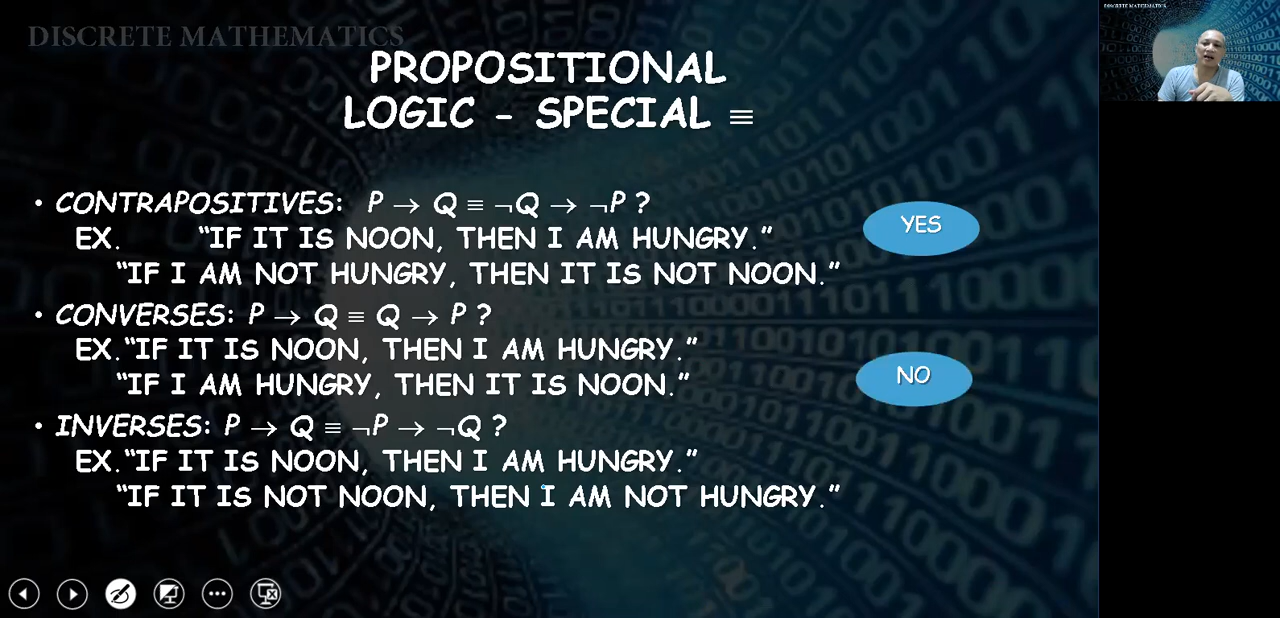 DISCRETE MATHEMATICS
PROPOSITIONAL
LOGIC - SPECIAL ≡
• CONTRAPOSITIVES: P → Q ≡ ¬Q → ¬P ?
EX. “IF IT IS NOON, THEN I AM HUNGRY.”
“IF I AM NOT HUNGRY, THEN IT IS NOT NOON.”
YES
• CONVERSES: P → Q ≡ Q → P ?
EX.“IF IT IS NOON, THEN I AM HUNGRY.”
“IF I AM HUNGRY, THEN IT IS NOON.”
NO
• INVERSES: P → Q ≡ ¬P → ¬Q ?
EX.“IF IT IS NOON, THEN I AM HUNGRY.”
“IF IT IS NOT NOON, THEN I AM NOT HUNGRY.”
DISCRETE MATHEMATICS